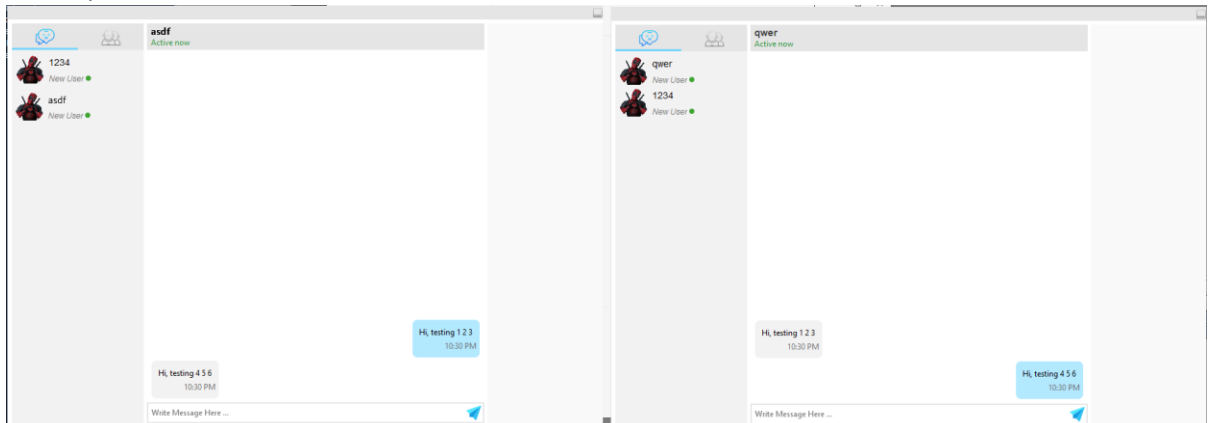 asdf
Active now
1234
New User
asdf
New User
Hi, testing 1 2 3
10:30 PM
Hi, testing 4 5 6
10:30 PM
Write Message Here ...
qwer
Active now
qwer
New User
1234
New User
Hi, testing 1 2 3
10:30 PM
Hi, testing 4 5 6
10:30 PM
Write Message Here ...